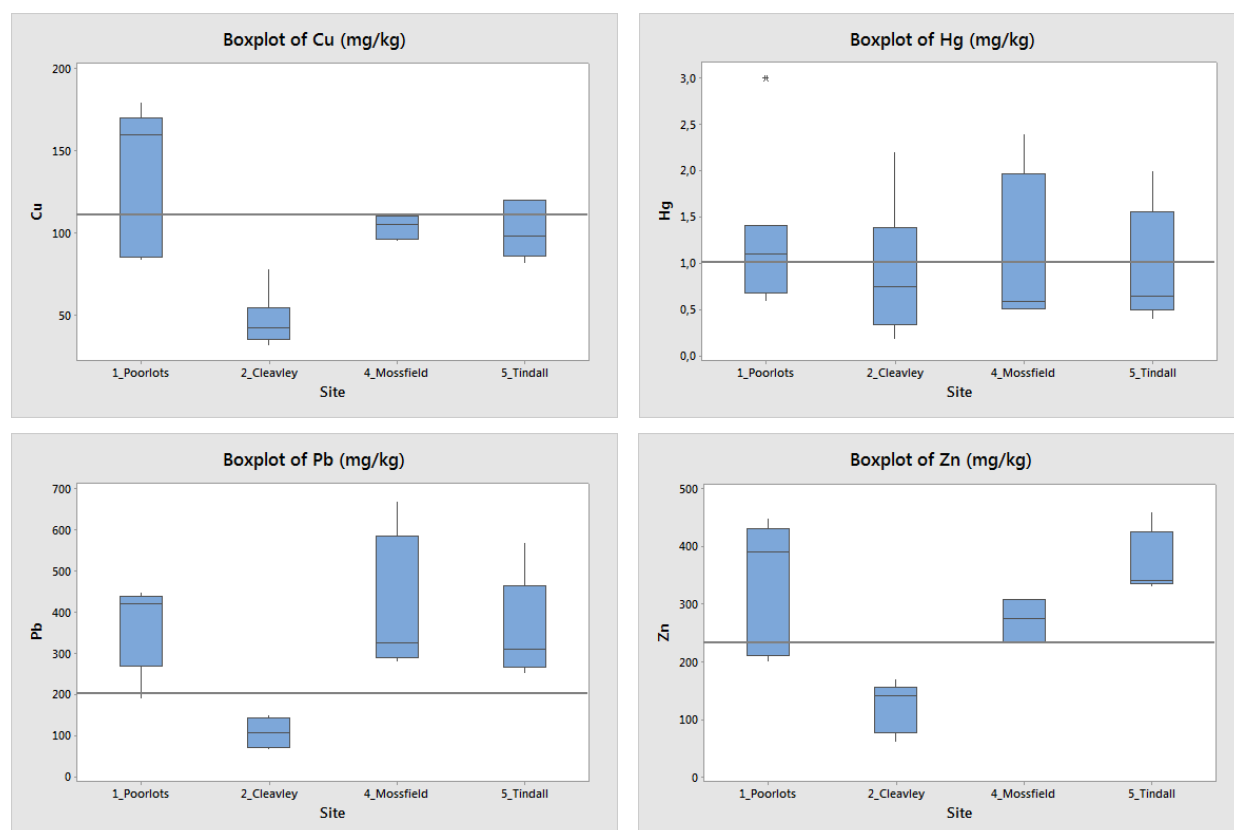 Boxplot of Cu (mg/kg)
200
150
100
50
Cu
1_Poorlots 2_Cleavley 4_Mossfield 5_Tindall
Site
Boxplot of Hg (mg/kg)
3,0
2,5
2,0
1,5
1,0
0,5
0,0
Hg
1_Poorlots 2_Cleavley 4_Mossfield 5_Tindall
Site
Boxplot of Pb (mg/kg)
700
600
500
400
300
200
100
0
Pb
1_Poorlots 2_Cleavley 4_Mossfield 5_Tindall
Site
Boxplot of Zn (mg/kg)
500
400
300
200
100
0
Zn
1_Poorlots 2_Cleavley 4_Mossfield 5_Tindall
Site